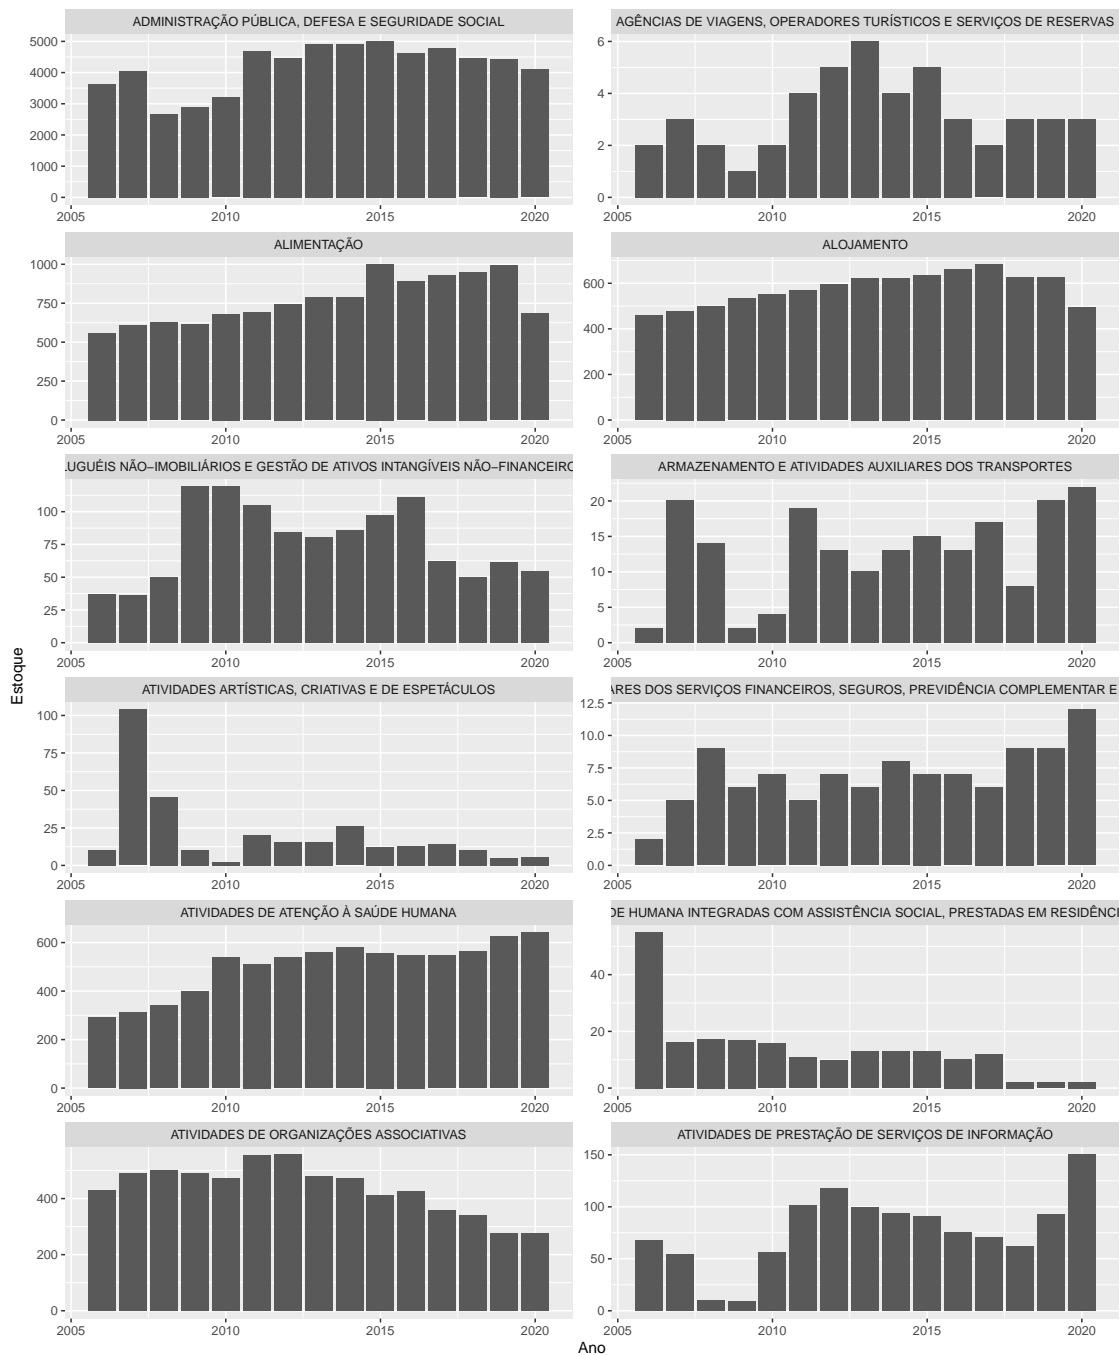 ADMINISTRAÇÃO PÚBLICA, DEFESA E SEGURIDADE SOCIAL
5000
4000
3000
2000
1000
0
2005 2010 2015 2020
AGÊNCIAS DE VIAGENS, OPERADORES TURÍSTICOS E SERVIÇOS DE RESERVAS
6
4
2
0
2005 2010 2015 2020
ALIMENTAÇÃO
1000
750
500
250
0
2005 2010 2015 2020
ALOJAMENTO
600
400
200
0
2005 2010 2015 2020
LUGUÉIS NÃO−IMOBILIÁRIOS E GESTÃO DE ATIVOS INTANGÍVEIS NÃO−FINANCEIRO
100
75
50
25
0
2005 2010 2015 2020
ARMAZENAMENTO E ATIVIDADES AUXILIARES DOS TRANSPORTES
20
15
10
5
0
2005 2010 2015 2020
Estoque
ATIVIDADES ARTÍSTICAS, CRIATIVAS E DE ESPETÁCULOS
100
75
50
25
0
2005 2010 2015 2020
ARES DOS SERVIÇOS FINANCEIROS, SEGUROS, PREVIDÊNCIA COMPLEMENTAR E
12.5
10.0
7.5
5.0
2.5
0.0
2005 2010 2015 2020
ATIVIDADES DE ATENÇÃO À SAÚDE HUMANA
600
400
200
0
2005 2010 2015 2020
DE HUMANA INTEGRADAS COM ASSISTÊNCIA SOCIAL, PRESTADAS EM RESIDÊNCI
40
20
0
2005 2010 2015 2020
ATIVIDADES DE ORGANIZAÇÕES ASSOCIATIVAS
400
200
0
2005 2010 2015 2020
ATIVIDADES DE PRESTAÇÃO DE SERVIÇOS DE INFORMAÇÃO
150
100
50
0
2005 2010 2015 2020
Ano